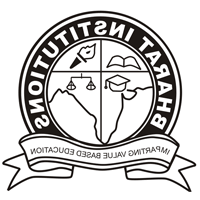 BHARAT INSTITUTIONS
IMPARTING VALUE BASED EDUCATION